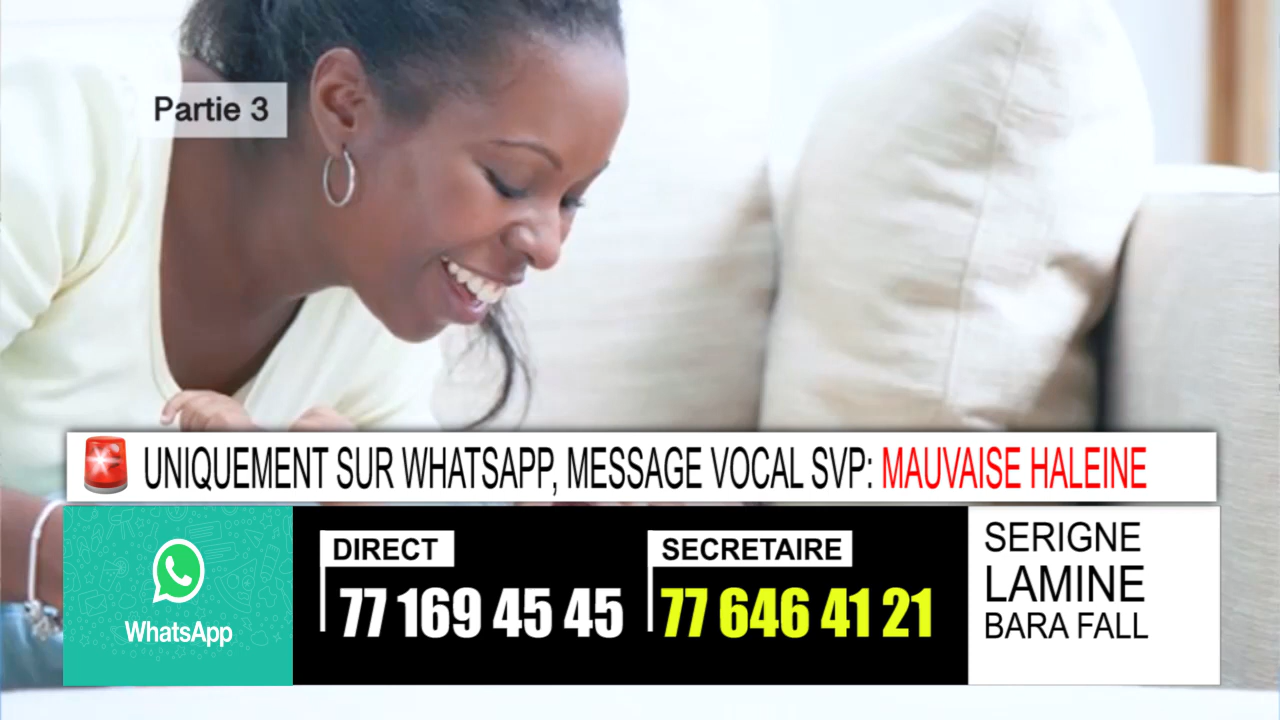 Partie 3
UNIQUEMENT SUR WHATSAPP, MESSAGE VOCAL SVP: MAUVAISE HALEINE
WhatsApp
DIRECT
77 169 45 45
SECRETAIRE
77 646 41 21
SERIGNE
LAMINE
BARA FALL